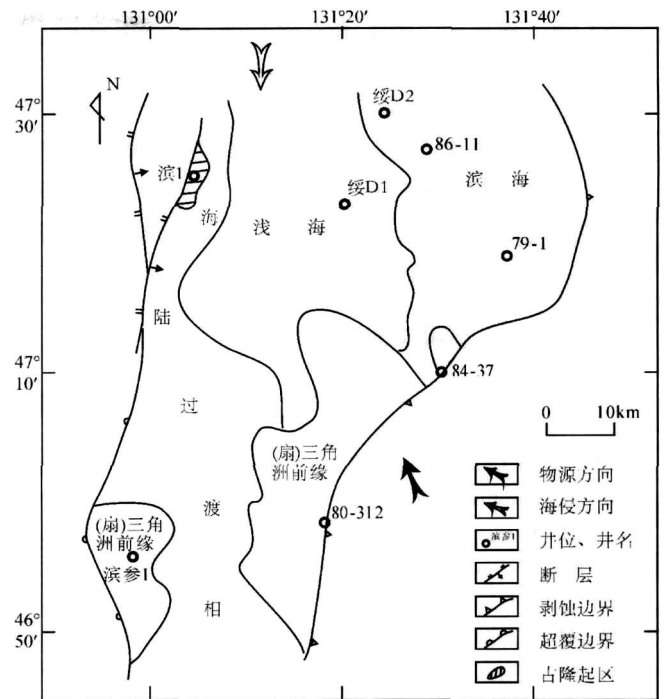 131°00′
131°20′
131°40′
N
47°
30′
绥D2
86-11
滨1
滨 海
海
绥D1
浅 海
79-1
陆
47°
10′
84-37
过
0 10km
(扇)三角
洲前缘
物源方向
80-312
(扇)三角
洲前缘
渡
海侵方向
滨参1
滨参1
井位、井名
断 层
相
剥蚀边界
46°
50′
超覆边界
古隆起区